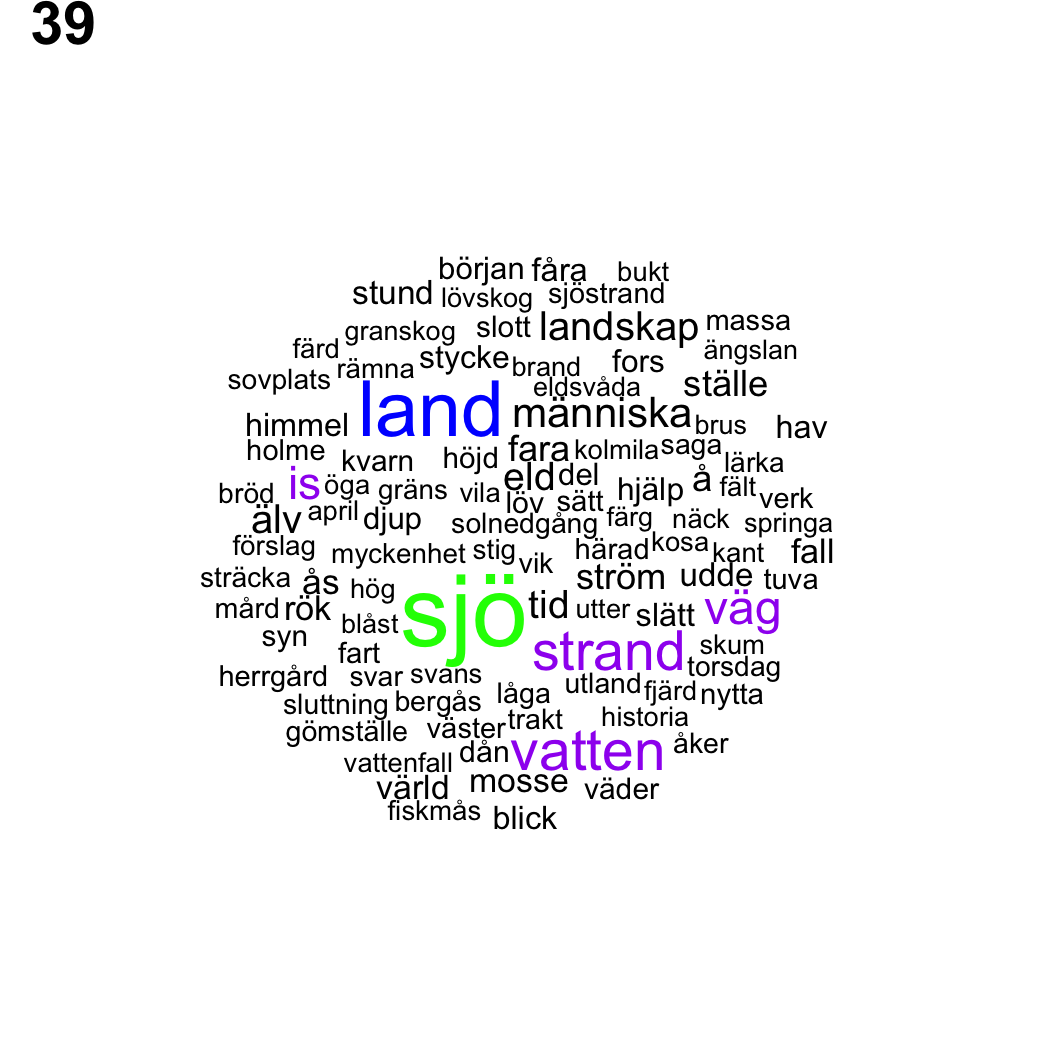 39
början fåra bukt
stund lövskog sjöstrand
granskog slott landskap massa
färd stycke brand fors ängslan
sovplats rämna eldsvåda ställe
land människa
himmel brus hav
holme kvarn höjd fara kolmila saga lärka
is öga gräns vila eld del hjälp å fält verk
bröd löv sätt
älv april djup solnedgång färg näck springa
förslag myckenhet stig vik härad kosa kant fall
sträcka ås hög ström udde tuva
mård rök sjö tid utter slätt väg
syn blåst strand skum
fart torsdag
herrgård svar svans låga utland fjärd nytta
sluttning bergås
gömställe väster trakt historia
vattenfall dån vatten åker
värld mosse väder
fiskmås blick